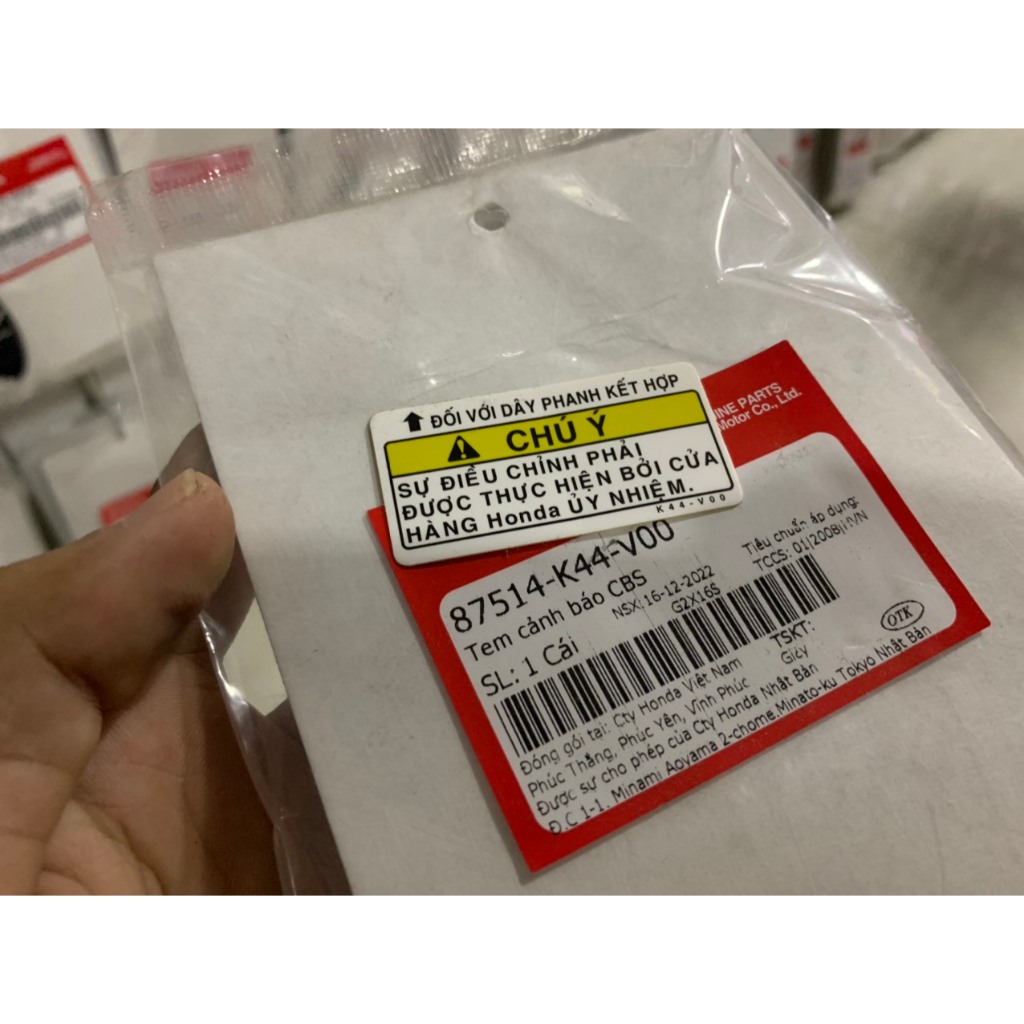 ĐỐI VỚI DÂY PHANH KẾT HỢP
CHÚ Ý
SỰ ĐIỀU CHỈNH PHẢI
ĐƯỢC THỰC HIỆN BỞI CỬA
HÀNG Honda ỦY NHIỆM.
K44-V00
INE PARTS
Motor Co., Ltd.
87514-K44-V00
Tem cảnh báo CBS
SL: 1 Cái
NSX:16-12-2022
G2X16S
Tiêu chuẩn áp dụng:
TCCS: 01|2008|HVN
TSKT:
Giấy
OTK
Đóng gói tại: Cty Honda Việt Nam
Phúc Thắng, Phúc Yên, Vĩnh Phúc
Được sự cho phép của Cty Honda Nhật Bản
Đ.C 1-1, Minami Aoyama 2-chome,Minato-ku Tokyo Nhật Bản